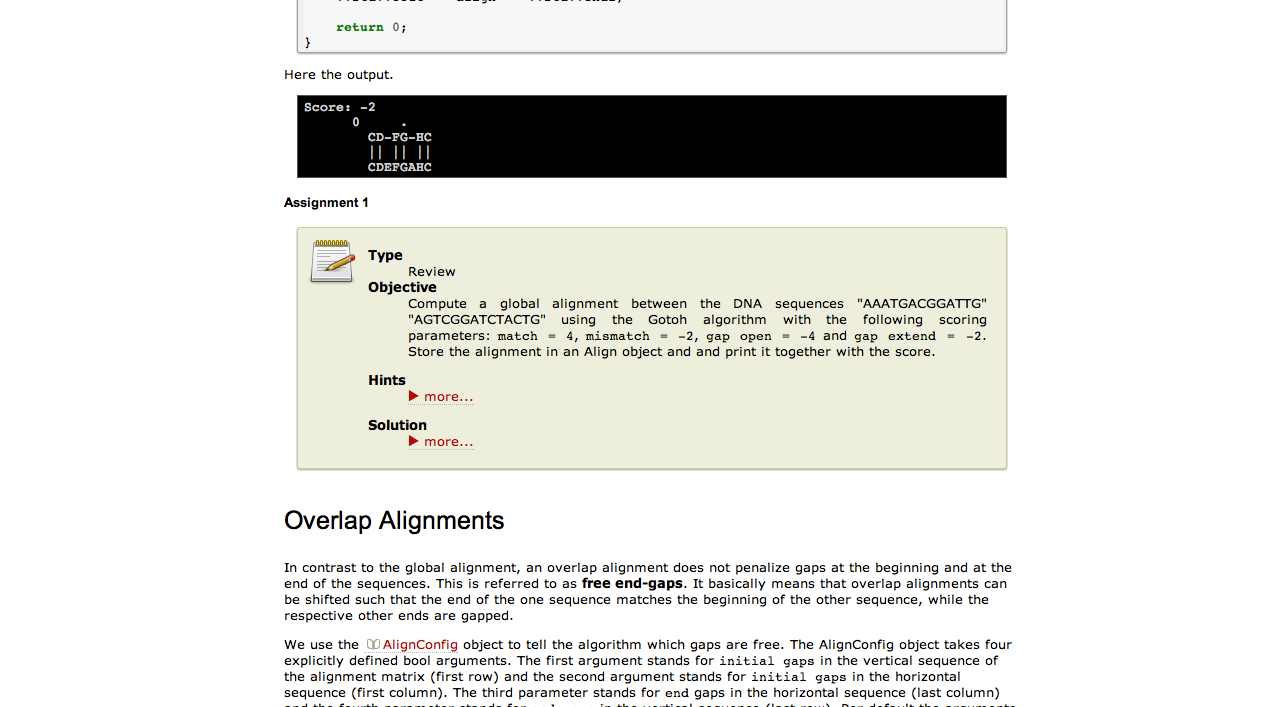 return 0;
}
Here the output.
Score: -2
0 .
CD-FG-HC
|| || ||
CDEFGAHC
Assignment 1
Type
Review
Objective
Compute a global alignment between the DNA sequences "AAATGACGGATTG"
"AGTCGGATCTACTG" using the Gotoh algorithm with the following scoring
parameters: match = 4, mismatch = -2, gap open = -4 and gap extend = -2.
Store the alignment in an Align object and and print it together with the score.
Hints
more...
Solution
more...
Overlap Alignments
In contrast to the global alignment, an overlap alignment does not penalize gaps at the beginning and at the
end of the sequences. This is referred to as free end-gaps. It basically means that overlap alignments can
be shifted such that the end of the one sequence matches the beginning of the other sequence, while the
respective other ends are gapped.
We use the AlignConfig object to tell the algorithm which gaps are free. The AlignConfig object takes four
explicitly defined bool arguments. The first argument stands for initial gaps in the vertical sequence of
the alignment matrix (first row) and the second argument stands for initial gaps in the horizontal
sequence (first column). The third parameter stands for end gaps in the horizontal sequence (last column)